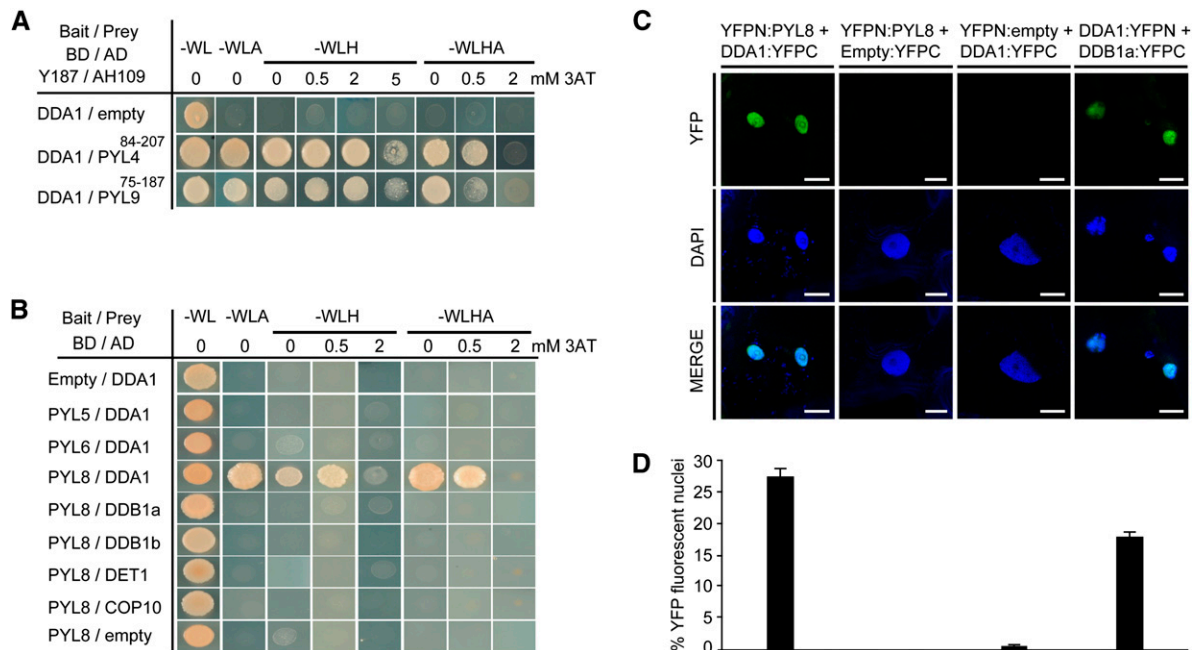 A
Bait / Prey
BD / AD
Y187 / AH109
-WL -WLA -WLH -WLHA
0 0 0 0.5 2 5 0 0.5 2 mM 3AT
DDA1 / empty
DDA1 / PYL4 84-207
DDA1 / PYL9 75-187
B
Bait / Prey
BD / AD
-WL -WLA -WLH -WLHA
0 0 0 0.5 2 0 0.5 2 mM 3AT
Empty / DDA1
PYL5 / DDA1
PYL6 / DDA1
PYL8 / DDA1
PYL8 / DDB1a
PYL8 / DDB1b
PYL8 / DET1
PYL8 / COP10
PYL8 / empty
C
YFPN:PYL8 + YFPN:PYL8 + YFPN:empty + DDA1:YFPN +
DDA1:YFPC Empty:YFPC DDA1:YFPC DDB1a:YFPC
YFP
DAPI
MERGE
D
% YFP fluorescent nuclei
30
25
20
15
10
5
0